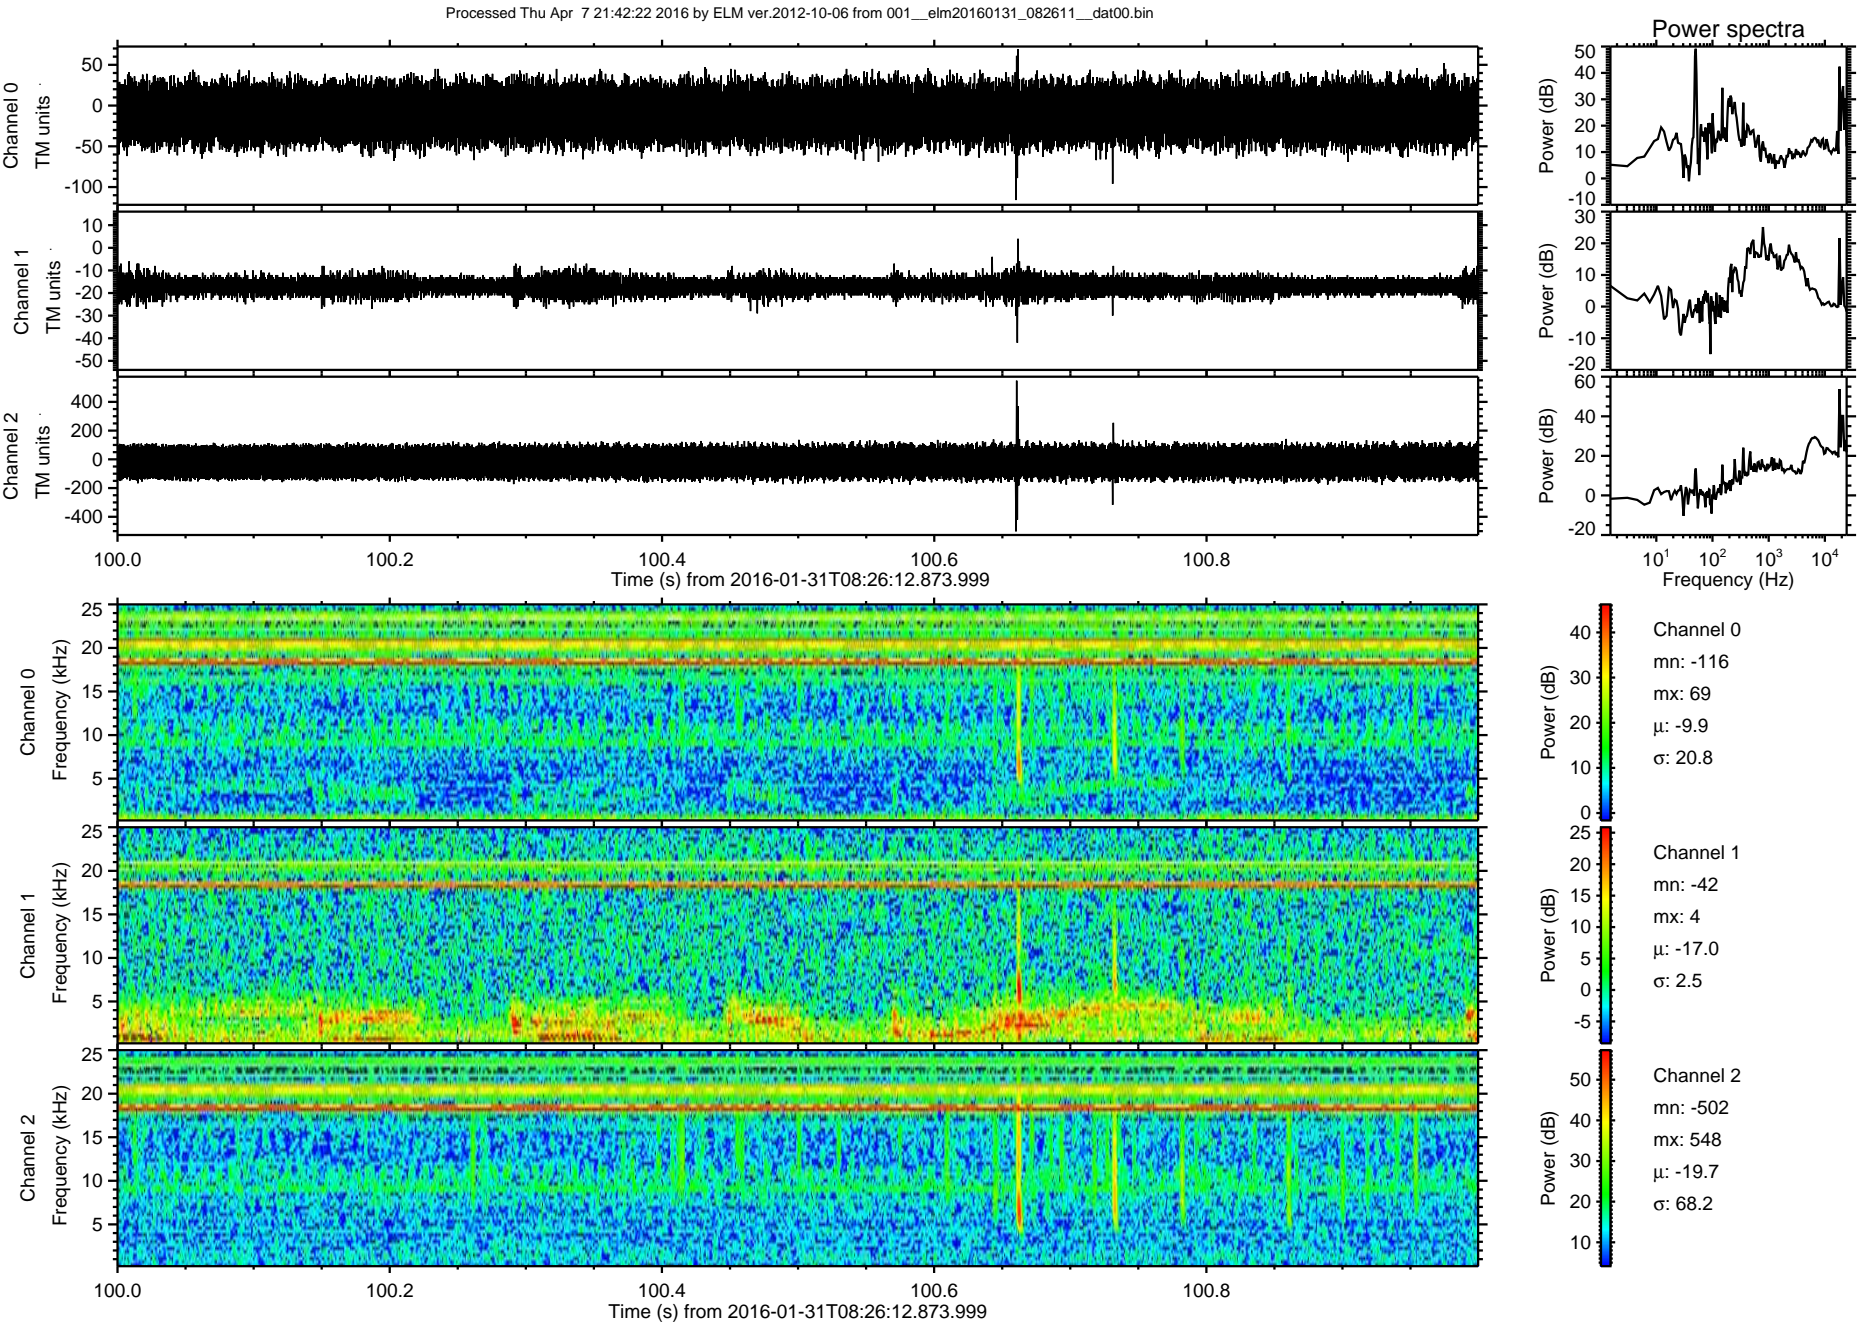 Processed Thu Apr  7 21:42:22 2016 by ELM ver.2012-10-06 from 001__elm20160131_082611__dat00.bin
Power spectra
Channel 0
TM units
50
0
-50
-100
Power (dB)
50
40
30
20
10
0
-10
Channel 1
TM units
10
0
-10
-20
-30
-40
-50
Power (dB)
30
20
10
0
-10
-20
Channel 2
TM units
400
200
0
-200
-400
Power (dB)
60
40
20
0
-20
100.0 100.2 100.4 100.6 100.8
Time (s) from 2016-01-31T08:26:12.873.999
10¹ 10² 10³ 10⁴
Frequency (Hz)
Channel 0
Frequency (kHz)
25
20
15
10
5
Power (dB)
40
30
20
10
0
Channel 0
mn: -116
mx: 69
μ: -9.9
σ: 20.8
Channel 1
Frequency (kHz)
25
20
15
10
5
Power (dB)
25
20
15
10
5
0
-5
Channel 1
mn: -42
mx: 4
μ: -17.0
σ: 2.5
Channel 2
Frequency (kHz)
25
20
15
10
5
Power (dB)
50
40
30
20
10
Channel 2
mn: -502
mx: 548
μ: -19.7
σ: 68.2
100.0 100.2 100.4 100.6 100.8
Time (s) from 2016-01-31T08:26:12.873.999